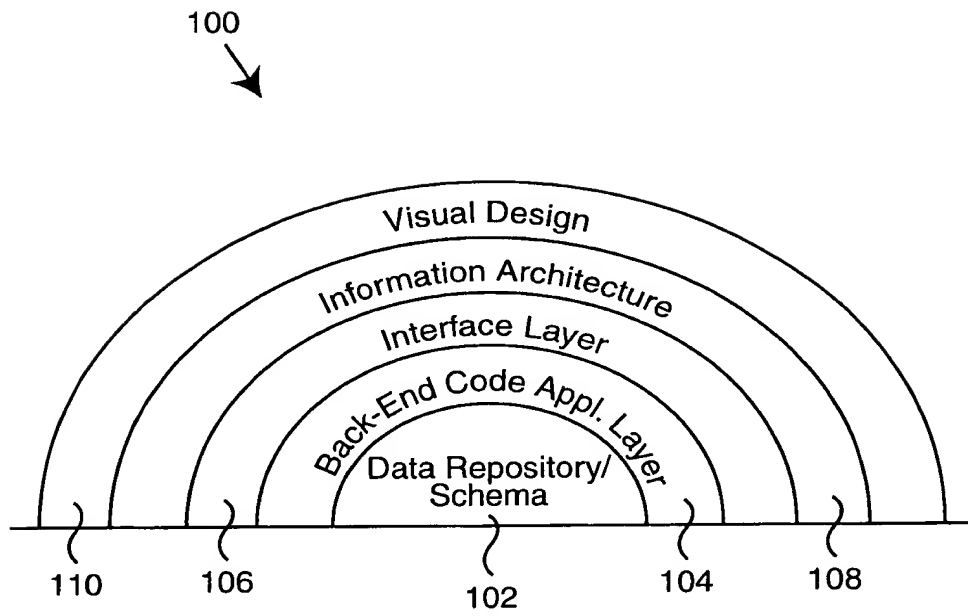 100
Visual Design
Information Architecture
Interface Layer
Back-End Code Appl. Layer
Data Repository/
Schema
110
106
102
104
108